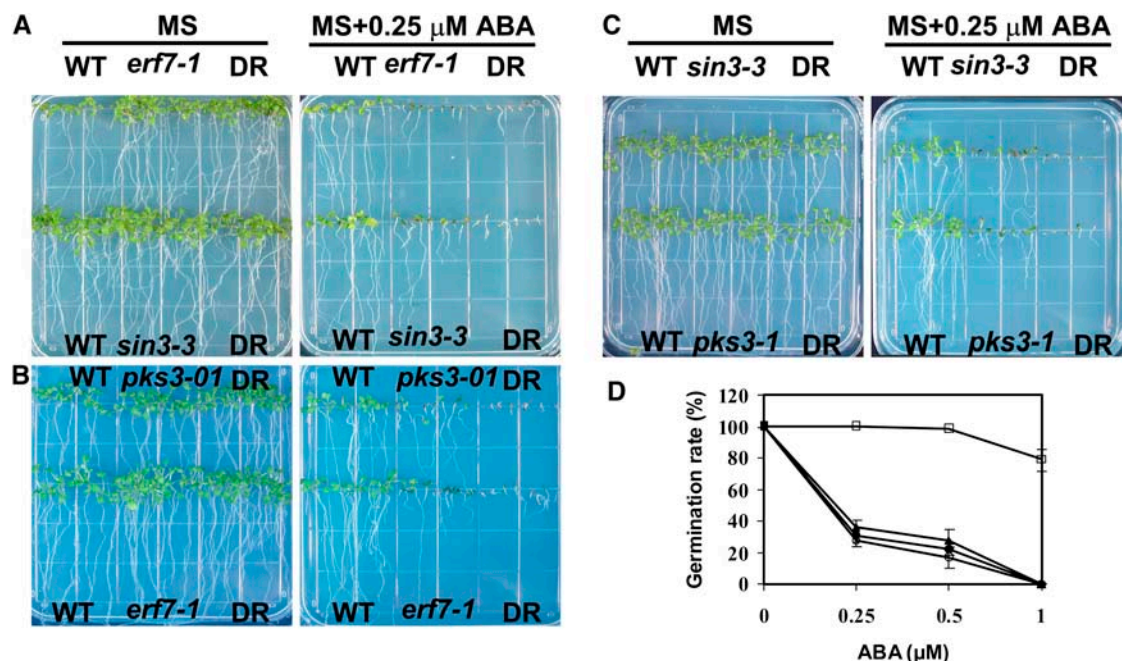 A
MS
MS+0.25 μM ABA
WT erf7-1 DR
WT erf7-1 DR
WT sin3-3 DR
WT sin3-3 DR
B
WT pks3-01 DR
WT pks3-01 DR
WT erf7-1 DR
WT erf7-1 DR
C
MS
MS+0.25 μM ABA
WT sin3-3 DR
WT sin3-3 DR
WT pks3-1 DR
WT pks3-1 DR
D
Germination rate (%)
120
100
80
60
40
20
0
0 0.25 0.5 1
ABA (μM)